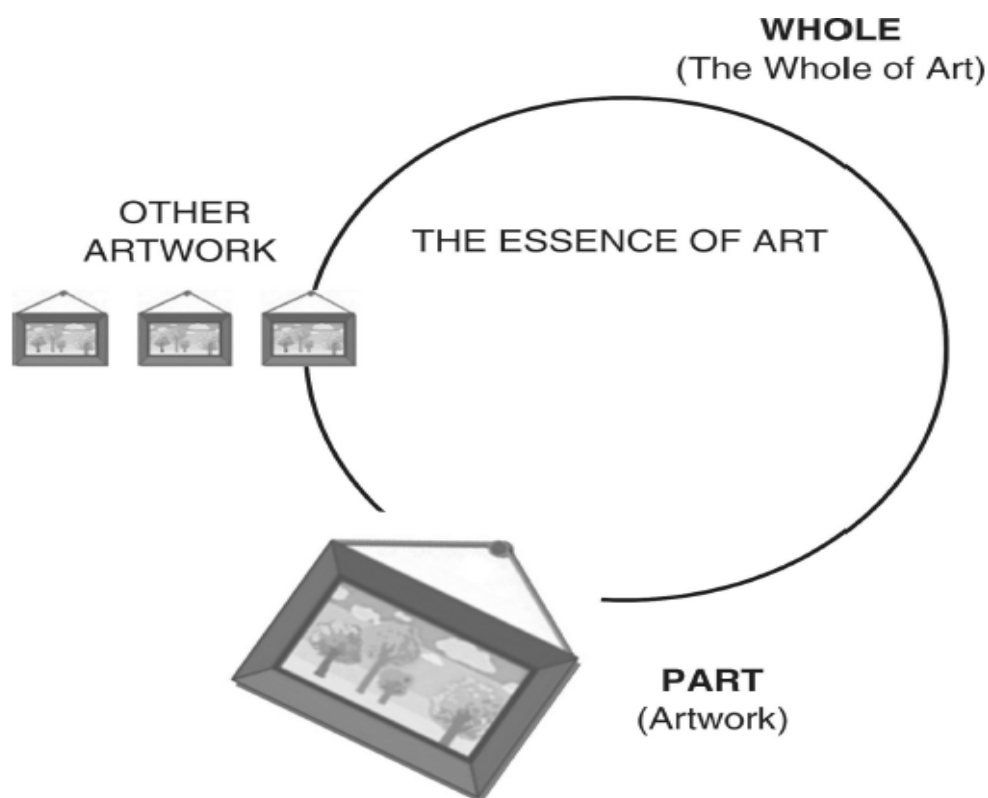 WHOLE
(The Whole of Art)
OTHER
ARTWORK
THE ESSENCE OF ART
PART
(Artwork)